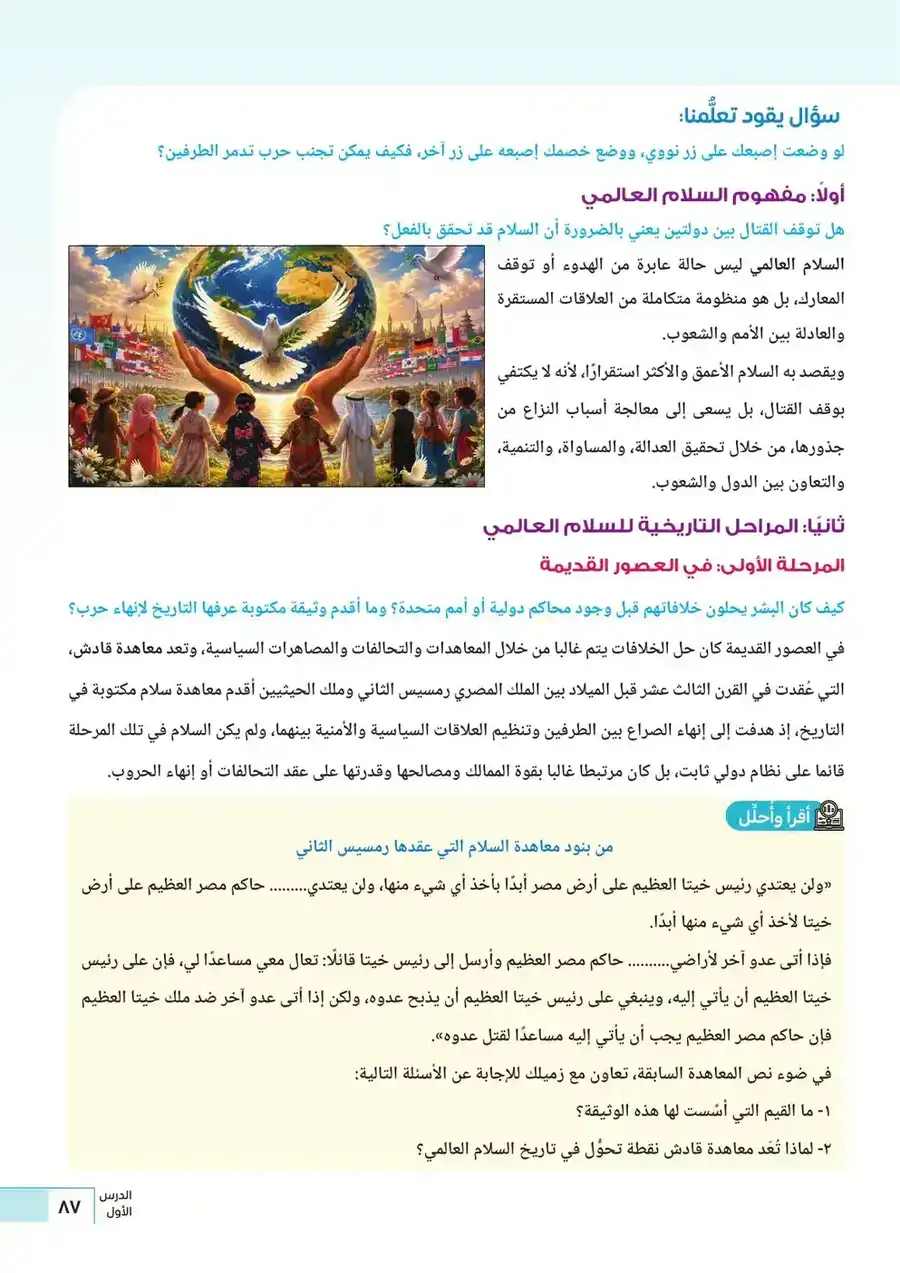 سؤال يقود تعلُّمنا:
لو وضعت إصبعك على زر نووي، ووضع خصمك إصبعه على زر آخر، فكيف يمكن تجنب حرب تدمر الطرفين؟
أولاً: مفهوم السلام العالمي
هل توقف القتال بين دولتين يعني بالضرورة أن السلام قد تحقق بالفعل؟
السلام العالمي ليس حالة عابرة من الهدوء أو توقف
المعارك، بل هو منظومة متكاملة من العلاقات المستقرة
والعادلة بين الأمم والشعوب.
ويقصد به السلام الأعمق والأكثر استقرارًا، لأنه لا يكتفي
بوقف القتال، بل يسعى إلى معالجة أسباب النزاع من
جذورها، من خلال تحقيق العدالة، والمساواة، والتنمية،
والتعاون بين الدول والشعوب.
ثانيًا: المراحل التاريخية للسلام العالمي
المرحلة الأولى: في العصور القديمة
كيف كان البشر يحلون خلافاتهم قبل وجود محاكم دولية أو أمم متحدة؟ وما أقدم وثيقة مكتوبة عرفها التاريخ لإنهاء حرب؟
في العصور القديمة كان حل الخلافات يتم غالبا من خلال المعاهدات والتحالفات والمصاهرات السياسية، وتعد معاهدة قادش،
التي عُقدت في القرن الثالث عشر قبل الميلاد بين الملك المصري رمسيس الثاني وملك الحيثيين أقدم معاهدة سلام مكتوبة في
التاريخ، إذ هدفت إلى إنهاء الصراع بين الطرفين وتنظيم العلاقات السياسية والأمنية بينهما، ولم يكن السلام في تلك المرحلة
قائما على نظام دولي ثابت، بل كان مرتبطا غالبا بقوة الممالك ومصالحها وقدرتها على عقد التحالفات أو إنهاء الحروب.
أقرأ وأحلِّل
من بنود معاهدة السلام التي عقدها رمسيس الثاني
«ولن يعتدي رئيس خيتا العظيم على أرض مصر أبدًا بأخذ أي شيء منها، ولن يعتدي......... حاكم مصر العظيم على أرض
خيتا لأخذ أي شيء منها أبدًا.
فإذا أتى عدو آخر لأراضي.......... حاكم مصر العظيم وأرسل إلى رئيس خيتا قائلًا: تعال معي مساعدًا لي، فإن على رئيس
خيتا العظيم أن يأتي إليه، وينبغي على رئيس خيتا العظيم أن يذبح عدوه، ولكن إذا أتى عدو آخر ضد ملك خيتا العظيم
فإن حاكم مصر العظيم يجب أن يأتي إليه مساعدًا لقتل عدوه».
في ضوء نص المعاهدة السابقة، تعاون مع زميلك للإجابة عن الأسئلة التالية:
١- ما القيم التي أسَّست لها هذه الوثيقة؟
٢- لماذا تُعَد معاهدة قادش نقطة تحوُّل في تاريخ السلام العالمي؟
الدرس
الأول
٨٧